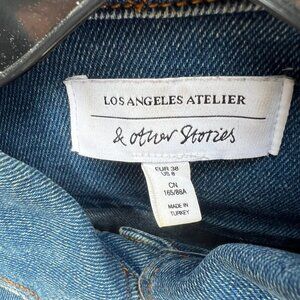 LOS ANGELES ATELIER
& other Stories
EUR 38
US 8
CN
165/88A
MADE IN
TURKEY